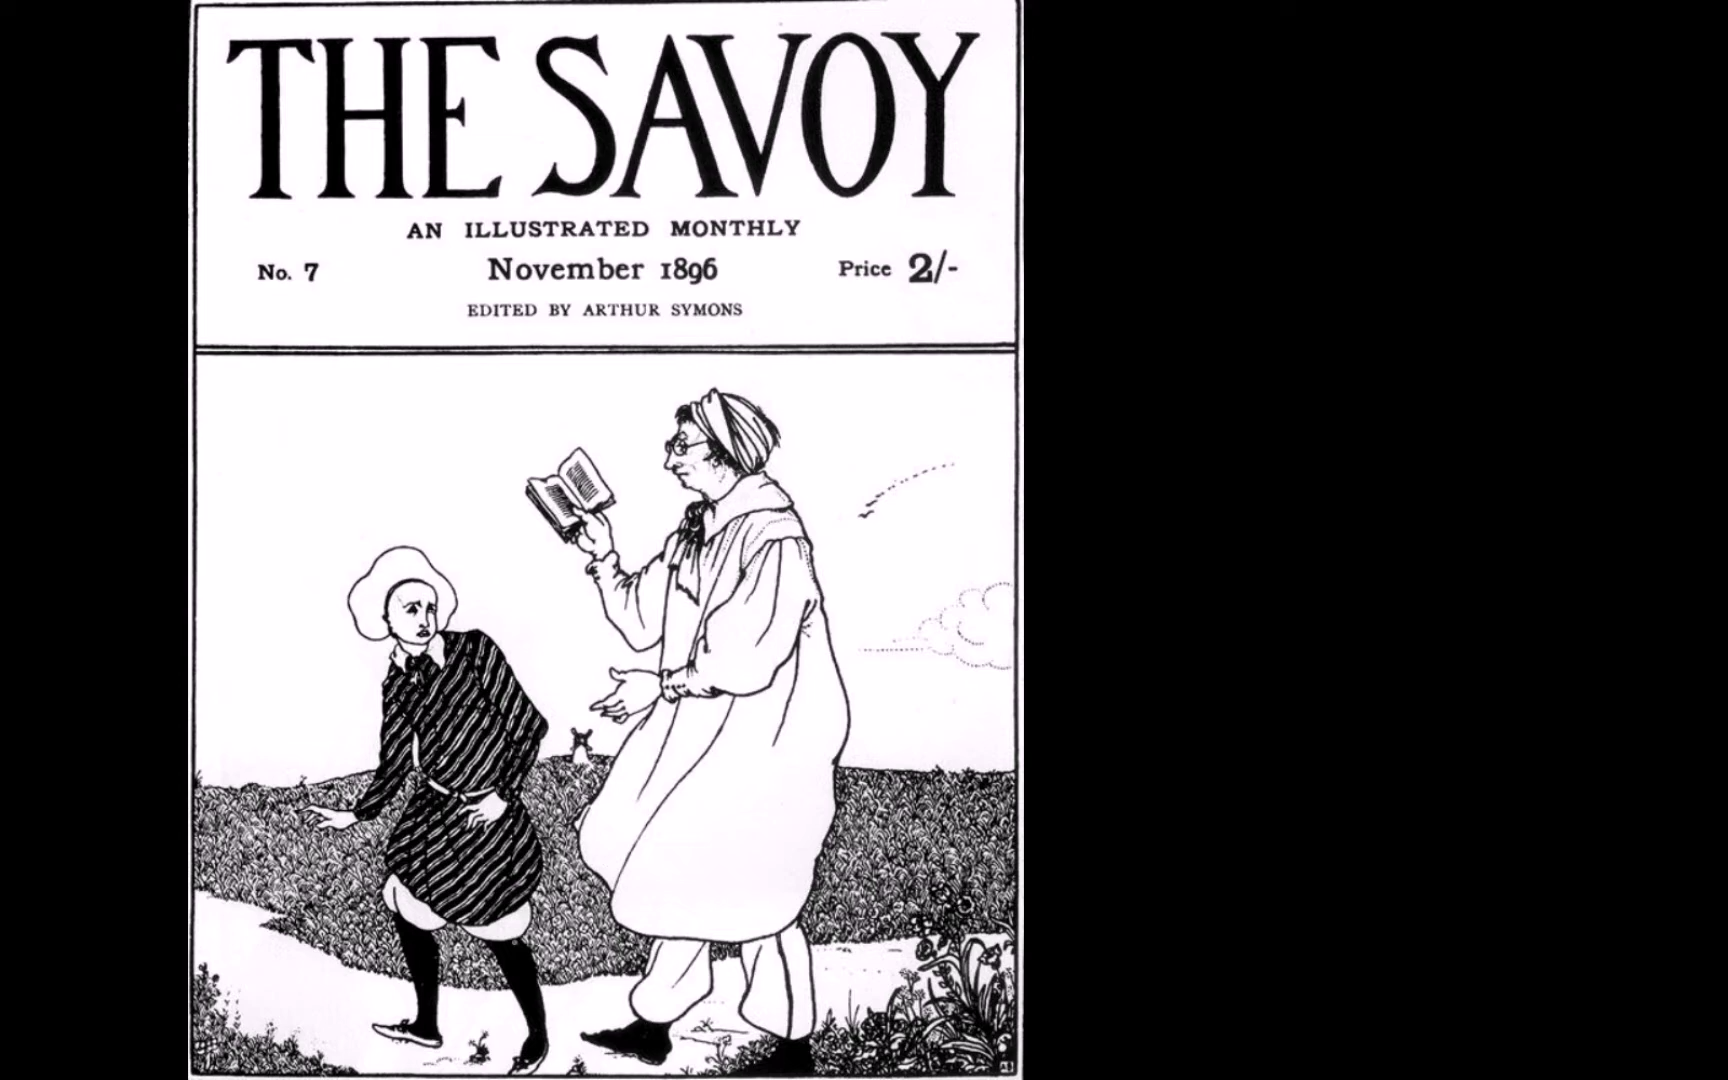 THE SAVOY
AN ILLUSTRATED MONTHLY
No. 7 November 1896 Price 2/-
EDITED BY ARTHUR SYMONS